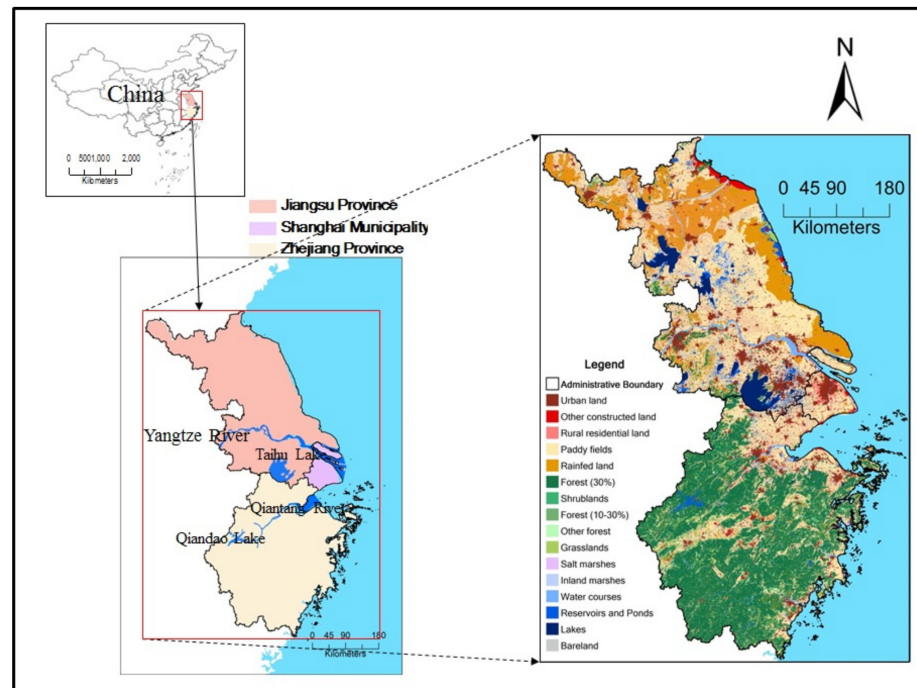 China
0 5001,000 2,000
Kilometers
Jiangsu Province
Shanghai Municipality
Zhejiang Province
Yangtze River
Taihu Lake
Qiantang River
Qiandao Lake
0 45 90 180
Kilometers
N
0 45 90 180
Kilometers
Legend
Administrative Boundary
Urban land
Other constructed land
Rural residential land
Paddy fields
Rainfed land
Forest (30%)
Shrublands
Forest (10-30%)
Other forest
Grasslands
Salt marshes
Inland marshes
Water courses
Reservoirs and Ponds
Lakes
Bareland